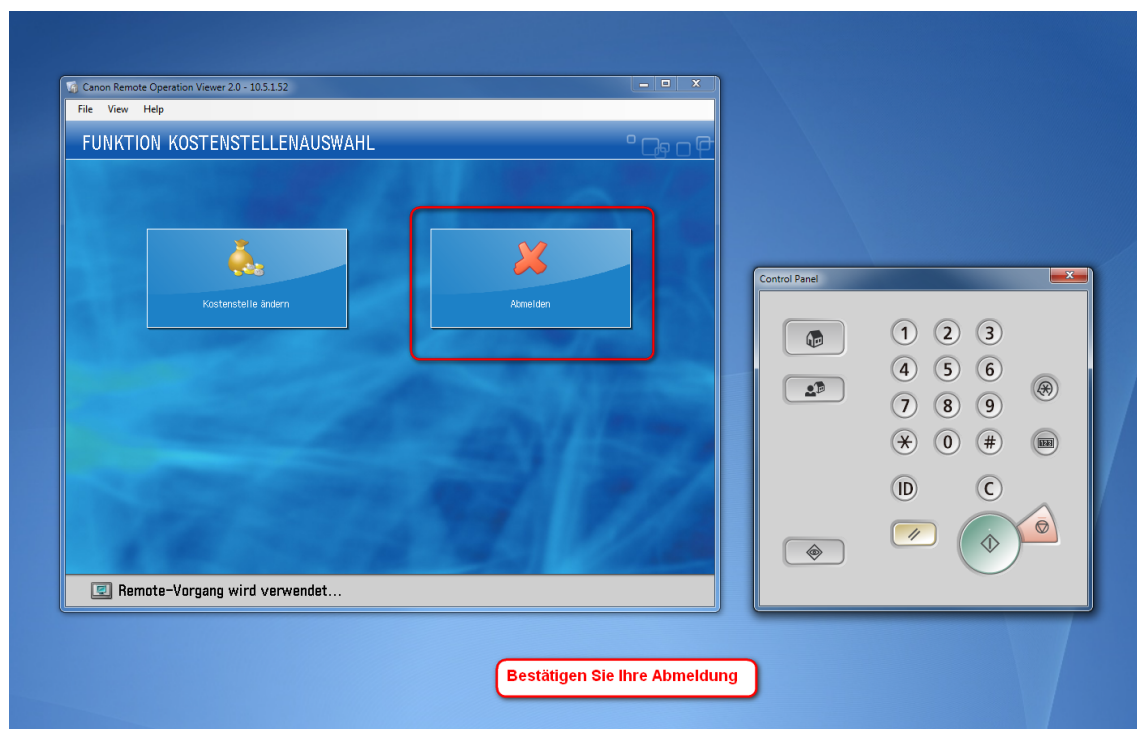 Canon Remote Operation Viewer 2.0 - 10.5.1.52
File View Help
FUNKTION KOSTENSTELLENAUSWAHL
Kostenstelle ändern
Abmelden
Remote-Vorgang wird verwendet...
Control Panel
1 2 3
4 5 6
7 8 9
* 0 #
123
ID C
Bestätigen Sie Ihre Abmeldung